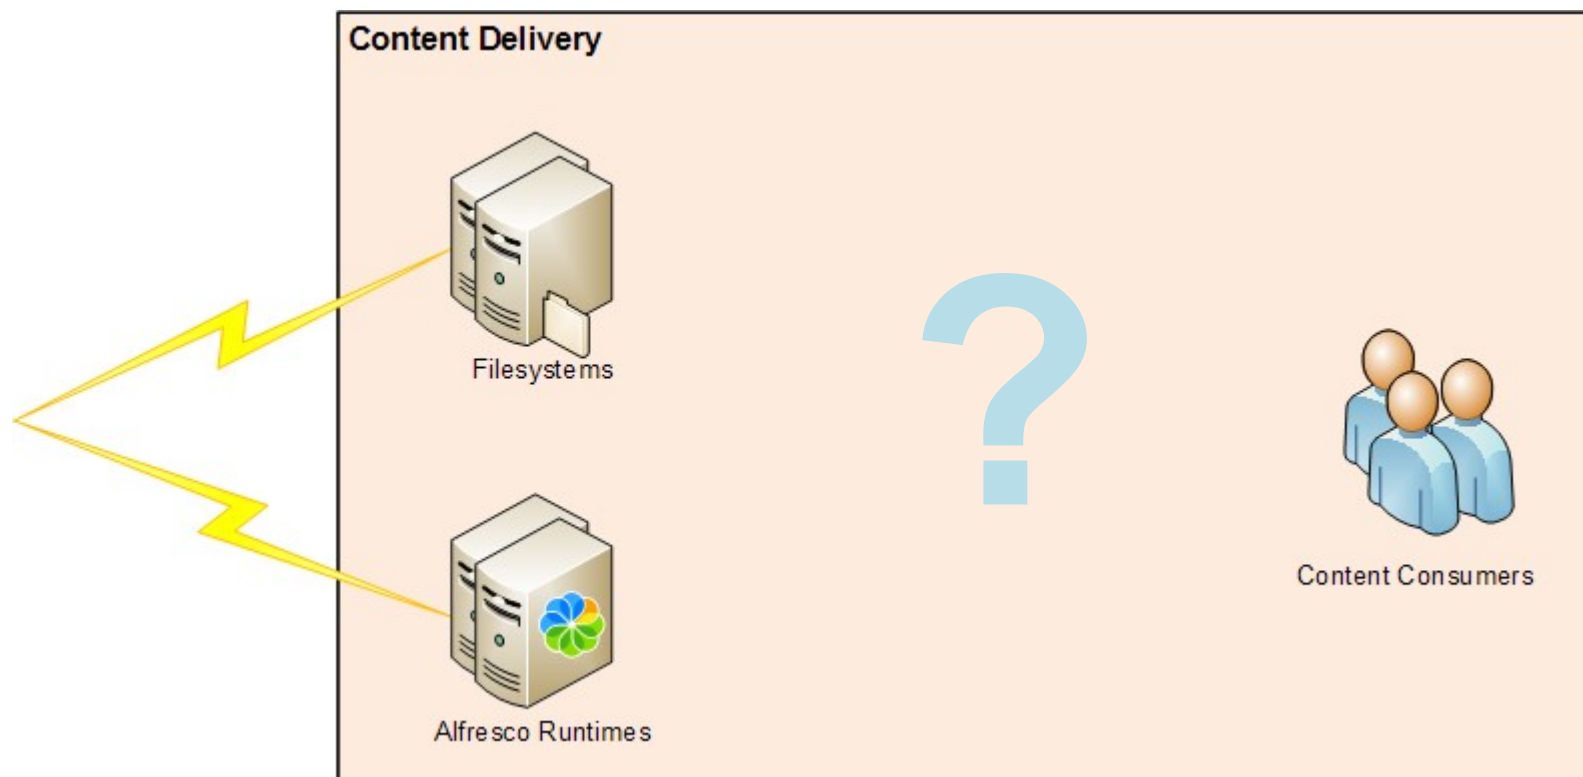 Content Delivery
Filesystems
?
Content Consumers
Alfresco Runtimes